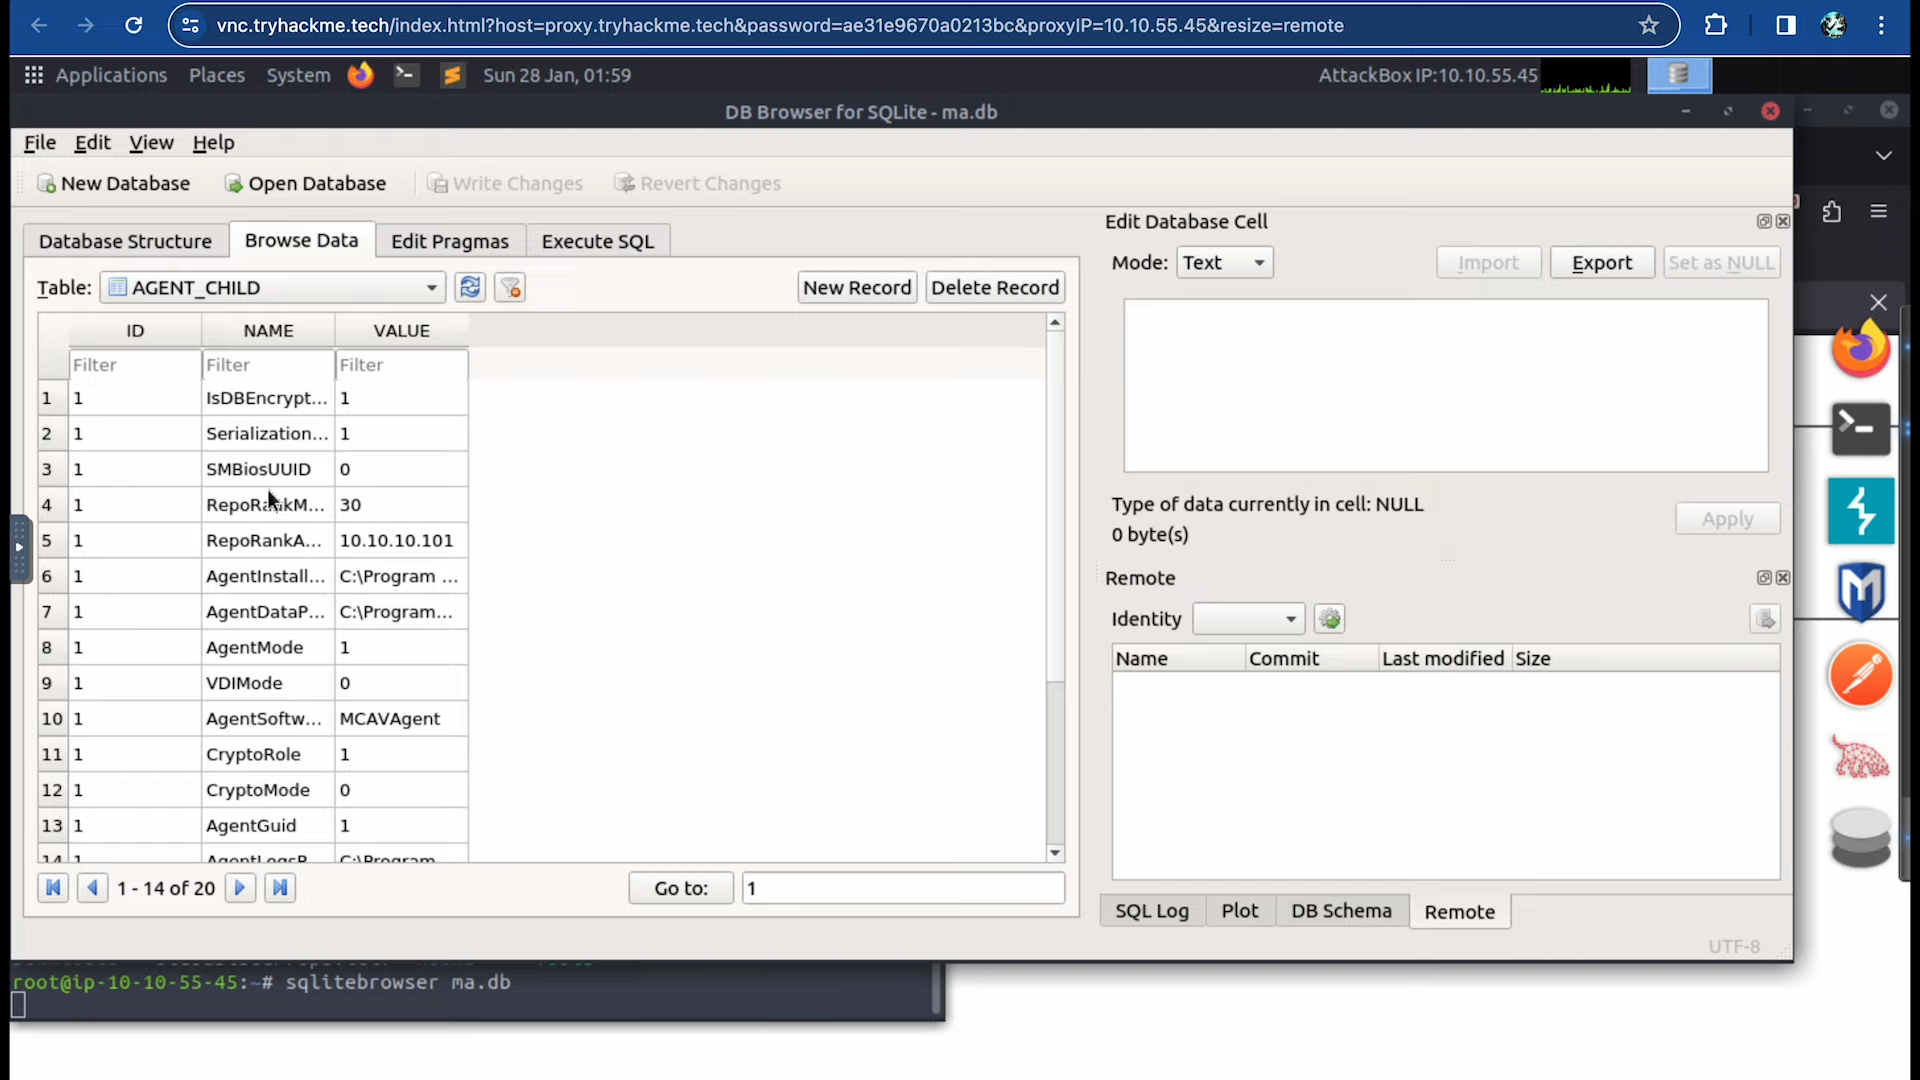 vnc.tryhackme.tech/index.html?host=proxy.tryhackme.tech&password=ae31e9670a0213bc&proxyIP=10.10.55.45&resize=remote
Applications Places System Sun 28 Jan, 01:59 AttackBox IP:10.10.55.45
DB Browser for SQLite - ma.db
File Edit View Help
New Database Open Database Write Changes Revert Changes
Database Structure Browse Data Edit Pragmas Execute SQL
Table: AGENT_CHILD New Record Delete Record
ID NAME VALUE
Filter Filter Filter
1 1 IsDBEncrypt... 1
2 1 Serialization... 1
3 1 SMBiosUUID 0
4 1 RepoRankM... 30
5 1 RepoRankA... 10.10.10.101
6 1 AgentInstall... C:\Program ...
7 1 AgentDataP... C:\Program...
8 1 AgentMode 1
9 1 VDIMode 0
10 1 AgentSoftw... MCAVAgent
11 1 CryptoRole 1
12 1 CryptoMode 0
13 1 AgentGuid 1
14 1 AgentLogsP... C:\Program...
1 - 14 of 20 Go to: 1
Edit Database Cell
Mode: Text Import Export Set as NULL
Type of data currently in cell: NULL
0 byte(s)
Apply
Remote
Identity
Name Commit Last modified Size
SQL Log Plot DB Schema Remote
UTF-8
root@ip-10-10-55-45:~# sqlitebrowser ma.db